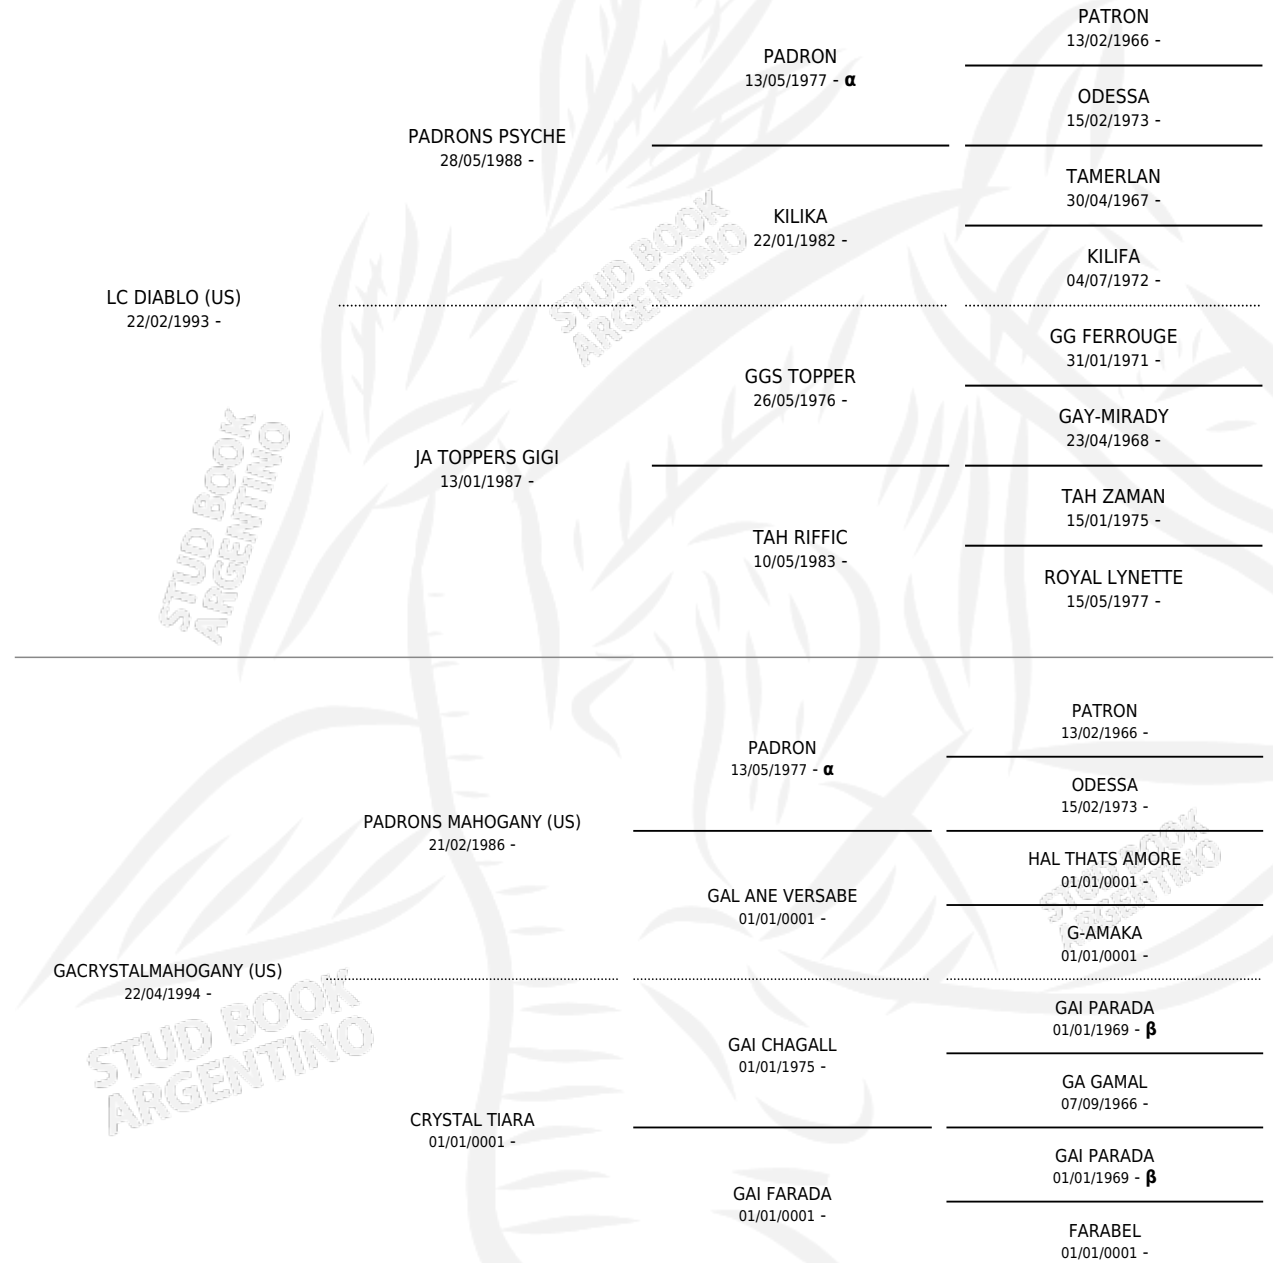 PATRON
13/02/1966 -
PADRON
13/05/1977 - α
ODESSA
15/02/1973 -
PADRONS PSYCHE
28/05/1988 -
TAMERLAN
30/04/1967 -
KILIKA
22/01/1982 -
KILIFA
04/07/1972 -
LC DIABLO (US)
22/02/1993 -
GG FERROUGE
31/01/1971 -
GGS TOPPER
26/05/1976 -
GAY-MIRADY
23/04/1968 -
JA TOPPERS GIGI
13/01/1987 -
TAH ZAMAN
15/01/1975 -
TAH RIFFIC
10/05/1983 -
ROYAL LYNETTE
15/05/1977 -
STUD BOOK
ARGENTINO
STUD BOOK
ARGENTINO
PATRON
13/02/1966 -
PADRON
13/05/1977 - α
ODESSA
15/02/1973 -
PADRONS MAHOGANY (US)
21/02/1986 -
HAL THATS AMORE
01/01/0001 -
GAL ANE VERSABE
01/01/0001 -
G-AMAKA
01/01/0001 -
GACRYSTALMAHOGANY (US)
22/04/1994 -
GAI PARADA
01/01/1969 - β
GAI CHAGALL
01/01/1975 -
GA GAMAL
07/09/1966 -
CRYSTAL TIARA
01/01/0001 -
GAI PARADA
01/01/1969 - β
GAI FARADA
01/01/0001 -
FARABEL
01/01/0001 -
STUD BOOK
ARGENTINO
STUD BOOK
ARGENTINO